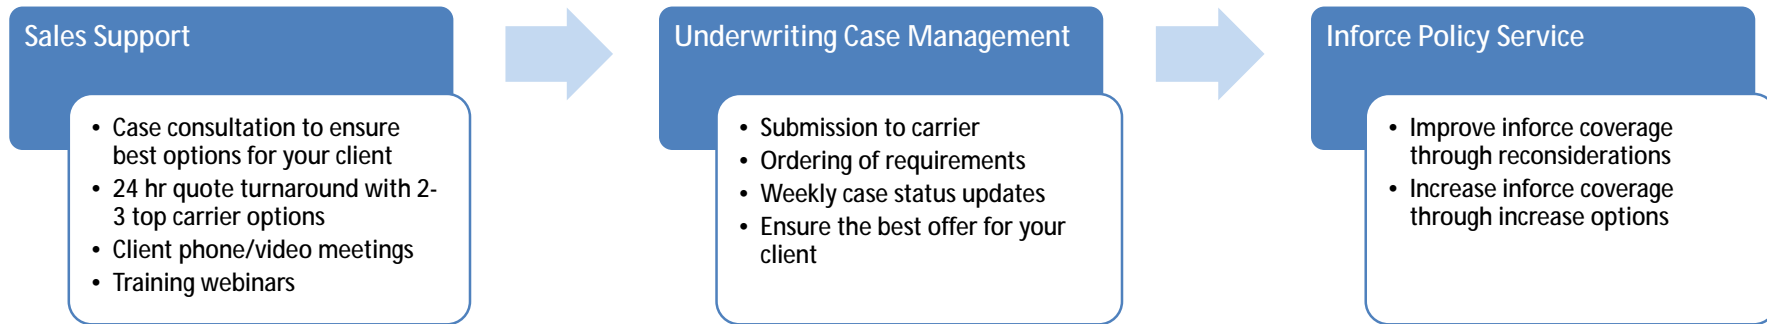 Sales Support
• Case consultation to ensure
best options for your client
• 24 hr quote turnaround with 2-
3 top carrier options
• Client phone/video meetings
• Training webinars
Underwriting Case Management
• Submission to carrier
• Ordering of requirements
• Weekly case status updates
• Ensure the best offer for your
client
Inforce Policy Service
• Improve inforce coverage
through reconsiderations
• Increase inforce coverage
through increase options